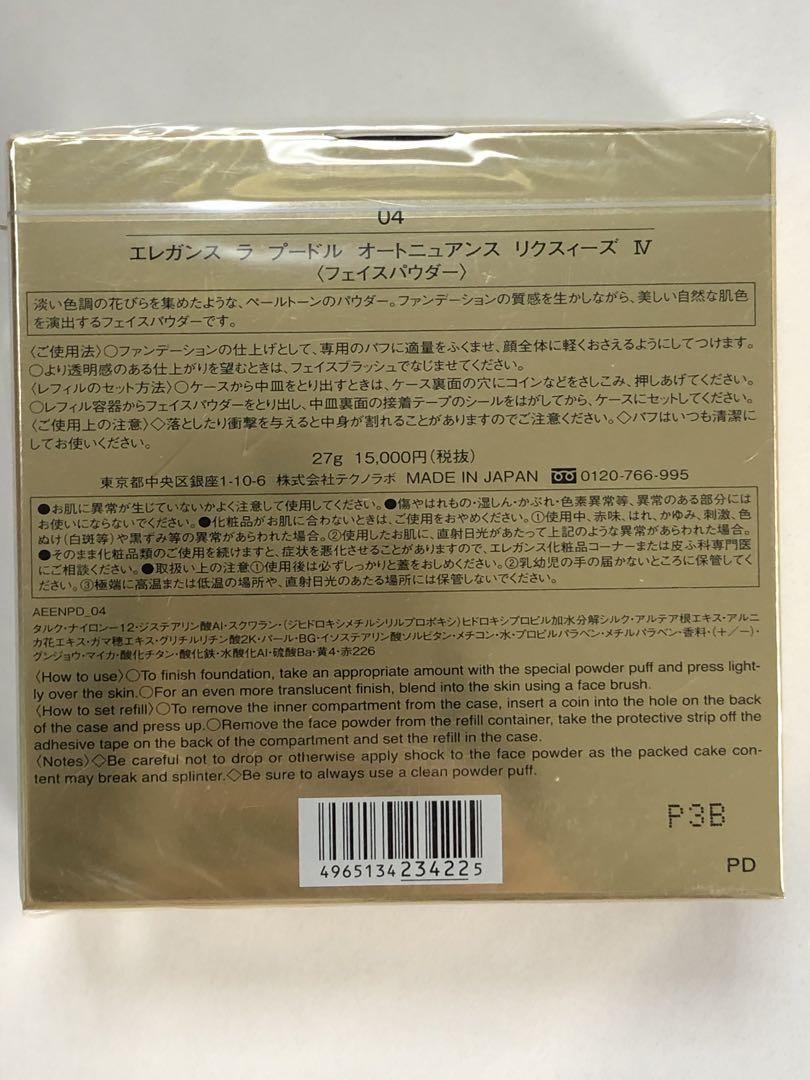 04
エレガンス ラ プードル オートニュアンス リクスィーズ Ⅳ
〈フェイスパウダー〉
淡い色調の花びらを集めたような、ペールトーンのパウダー。ファンデーションの質感を生かしながら、美しい自然な肌色
を演出するフェイスパウダーです。
〈ご使用法〉○ファンデーションの仕上げとして、専用のパフに適量をふくませ、顔全体に軽くおさえるようにしてつけます。
○より透明感のある仕上がりを望むときは、フェイスブラッシュでなじませてください。
〈レフィルのセット方法〉○ケースから中皿をとり出すときは、ケース裏面の穴にコインなどをさしこみ、押しあげてください。
○レフィル容器からフェイスパウダーをとり出し、中皿裏面の接着テープのシールをはがしてから、ケースにセットしてください。
〈ご使用上の注意〉◇落としたり衝撃を与えると中身が割れることがありますのでご注意ください。◇パフはいつも清潔に
してお使いください。
27g 15,000円(税抜)
東京都中央区銀座1-10-6 株式会社テクノラボ MADE IN JAPAN 0120-766-995
●お肌に異常が生じていないかよく注意して使用してください。●傷やはれもの・湿しん・かぶれ・色素異常等、異常のある部分には
お使いにならないでください。●化粧品がお肌に合わないときは、ご使用をおやめください。①使用中、赤味、はれ、かゆみ、刺激、色
ぬけ(白斑等)や黒ずみ等の異常があらわれた場合。②使用したお肌に、直射日光があたって上記のような異常があらわれた場合。
●そのまま化粧品類のご使用を続けますと、症状を悪化させることがありますので、エレガンス化粧品コーナーまたは皮ふ科専門医
にご相談ください。●取扱い上の注意①使用後は必ずしっかりと蓋をおしめください。②乳幼児の手の届かないところに保管してく
ださい。③極端に高温または低温の場所や、直射日光のあたる場所には保管しないでください。
AEENPD_04
タルク・ナイロン-12・ジステアリン酸Al・スクワラン・(ジヒドロキシメチルシリルプロポキシ)ヒドロキシプロピル加水分解シルク・アルテア根エキス・アルニ
カ花エキス・ガマ穂エキス・グリチルリチン酸2K・パール・BG・イソステアリン酸ソルビタン・メチコン・水・プロピルパラベン・メチルパラベン・香料・(+/-)・
グンジョウ・マイカ・酸化チタン・酸化鉄・水酸化Al・硫酸Ba・黄4・赤226
〈How to use〉○To finish foundation, take an appropriate amount with the special powder puff and press light-
ly over the skin.○For an even more translucent finish, blend into the skin using a face brush.
〈How to set refill〉○To remove the inner compartment from the case, insert a coin into the hole on the back
of the case and press up.○Remove the face powder from the refill container, take the protective strip off the
adhesive tape on the back of the compartment and set the refill in the case.
〈Notes〉◇Be careful not to drop or otherwise apply shock to the face powder as the packed cake con-
tent may break and splinter.◇Be sure to always use a clean powder puff.
P3B
4965134234225
PD